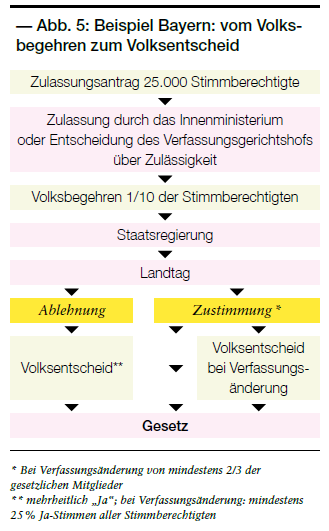 — Abb. 5: Beispiel Bayern: vom Volks-
begehren zum Volksentscheid
Zulassungsantrag 25.000 Stimmberechtigte
Zulassung durch das Innenministerium
oder Entscheidung des Verfassungsgerichtshofs
über Zulässigkeit
Volksbegehren 1/10 der Stimmberechtigten
Staatsregierung
Landtag
Ablehnung
Zustimmung *
Volksentscheid**
Volksentscheid
bei Verfassungs-
änderung
Gesetz
* Bei Verfassungsänderung von mindestens 2/3 der
gesetzlichen Mitglieder
** mehrheitlich „Ja“; bei Verfassungsänderung: mindestens
25 % Ja-Stimmen aller Stimmberechtigten